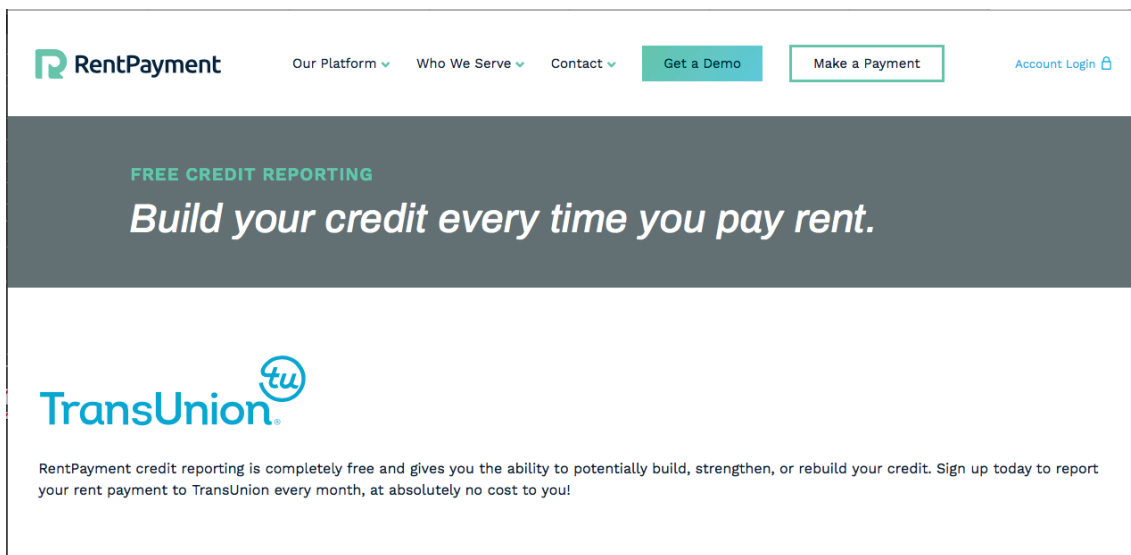 RentPayment Our Platform Who We Serve Contact Get a Demo Make a Payment Account Login
FREE CREDIT REPORTING
Build your credit every time you pay rent.
tu
TransUnion®
RentPayment credit reporting is completely free and gives you the ability to potentially build, strengthen, or rebuild your credit. Sign up today to report
your rent payment to TransUnion every month, at absolutely no cost to you!